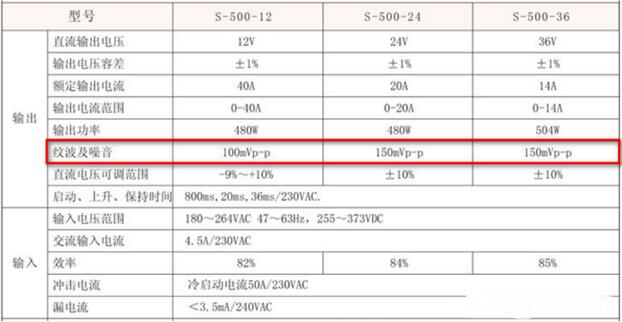 型号 S-500-12 S-500-24 S-500-36
输出 直流输出电压 12V 24V 36V
输出电压容差 ±1% ±1% ±1%
额定输出电流 40A 20A 14A
输出电流范围 0-40A 0-20A 0-14A
输出功率 480W 480W 504W
纹波及噪音 100mVp-p 150mVp-p 150mVp-p
直流电压可调范围 -9%～+10% ±10% ±10%
启动、上升、保持时间 800ms,20ms,36ms/230VAC.
输入 输入电压范围 180～264VAC 47～63Hz, 255～373VDC
交流输入电流 4.5A/230VAC
效率 82% 84% 85%
冲击电流 冷启动电流50A/230VAC
漏电流 <3.5mA/240VAC